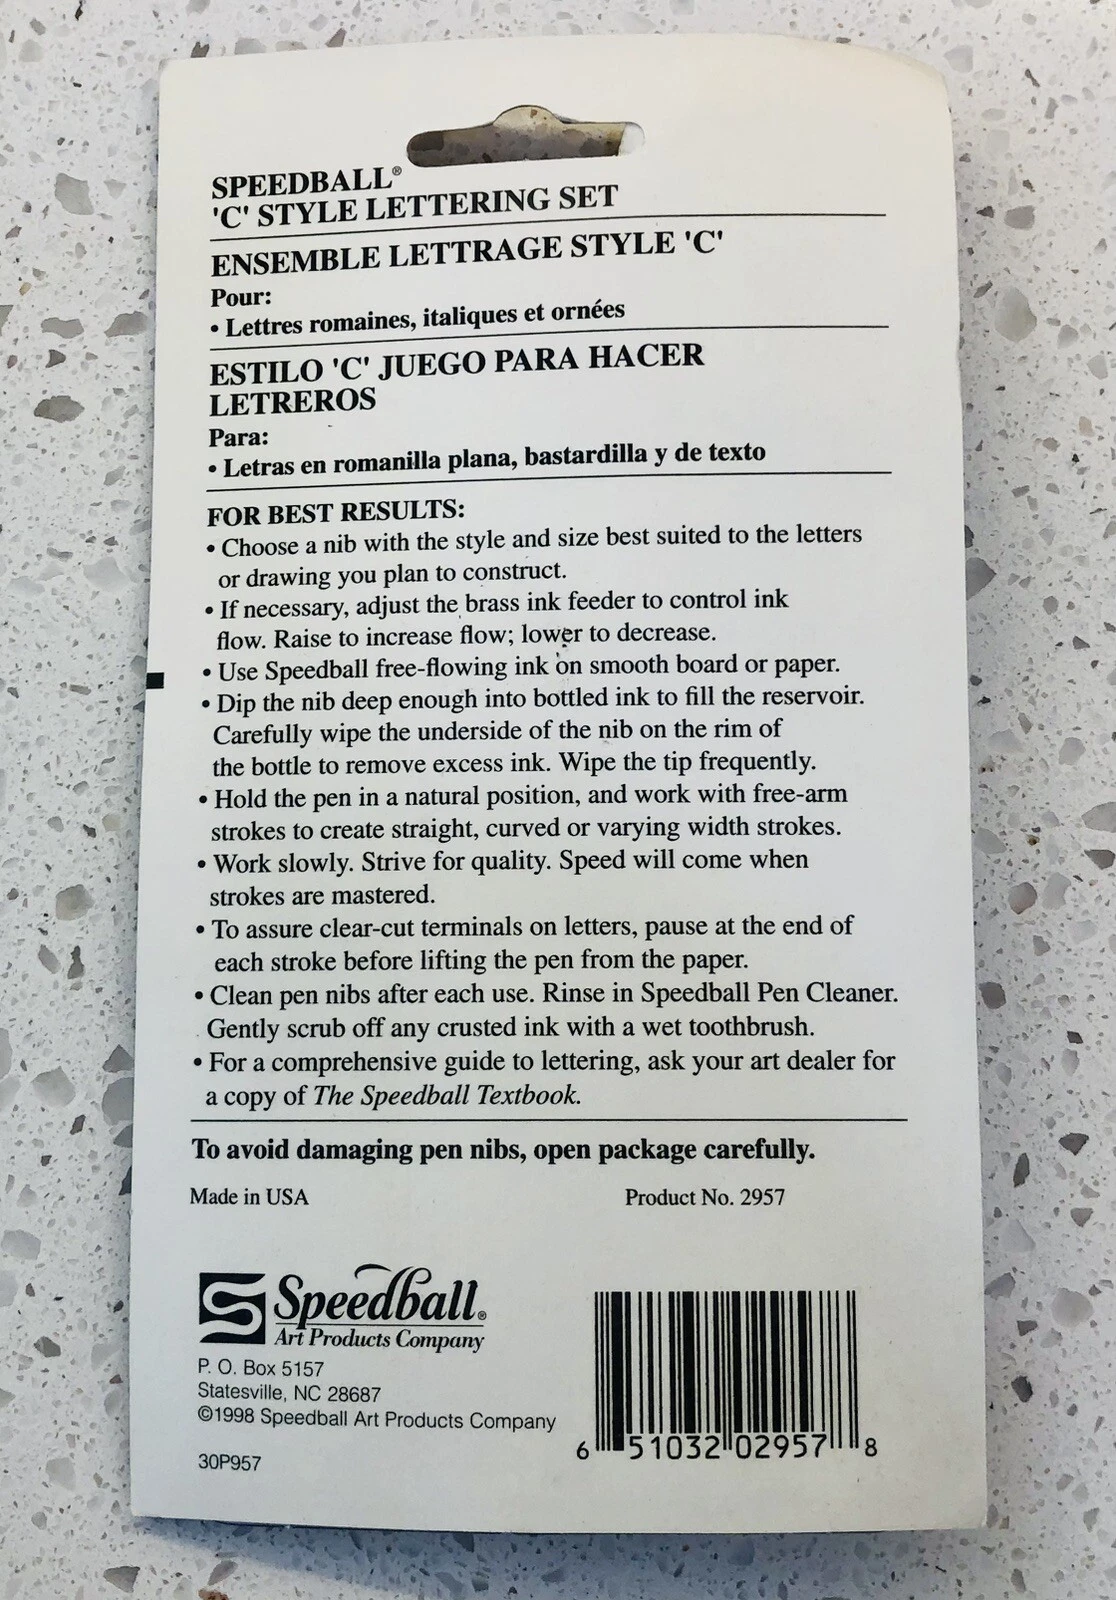 SPEEDBALL®
'C' STYLE LETTERING SET
ENSEMBLE LETTRAGE STYLE 'C'
Pour:
• Lettres romaines, italiques et ornées
ESTILO 'C' JUEGO PARA HACER
LETREROS
Para:
• Letras en romanilla plana, bastardilla y de texto
FOR BEST RESULTS:
• Choose a nib with the style and size best suited to the letters
or drawing you plan to construct.
• If necessary, adjust the brass ink feeder to control ink
flow. Raise to increase flow; lower to decrease.
• Use Speedball free-flowing ink on smooth board or paper.
• Dip the nib deep enough into bottled ink to fill the reservoir.
Carefully wipe the underside of the nib on the rim of
the bottle to remove excess ink. Wipe the tip frequently.
• Hold the pen in a natural position, and work with free-arm
strokes to create straight, curved or varying width strokes.
• Work slowly. Strive for quality. Speed will come when
strokes are mastered.
• To assure clear-cut terminals on letters, pause at the end of
each stroke before lifting the pen from the paper.
• Clean pen nibs after each use. Rinse in Speedball Pen Cleaner.
Gently scrub off any crusted ink with a wet toothbrush.
• For a comprehensive guide to lettering, ask your art dealer for
a copy of The Speedball Textbook.
To avoid damaging pen nibs, open package carefully.
Made in USA Product No. 2957
Speedball®
Art Products Company
P. O. Box 5157
Statesville, NC 28687
©1998 Speedball Art Products Company
30P957
6 51032 02957 8